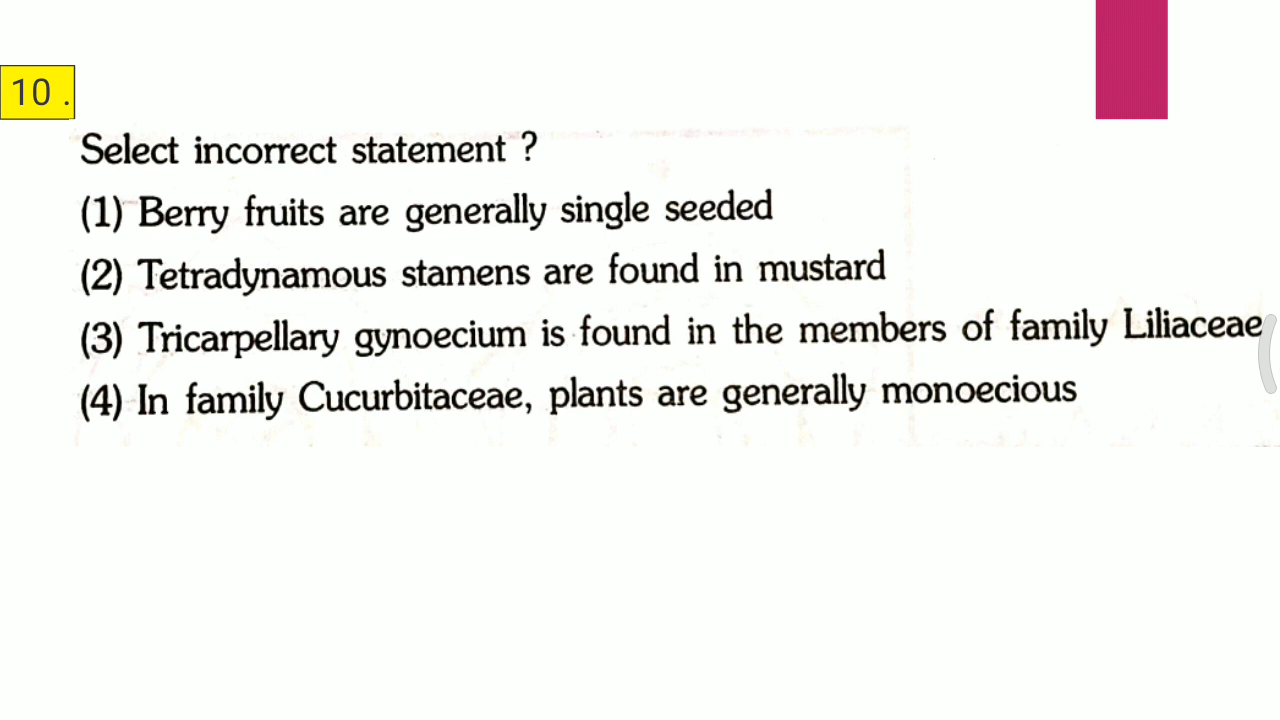 10 .
Select incorrect statement ?
(1) Berry fruits are generally single seeded
(2) Tetradynamous stamens are found in mustard
(3) Tricarpellary gynoecium is found in the members of family Liliaceae
(4) In family Cucurbitaceae, plants are generally monoecious